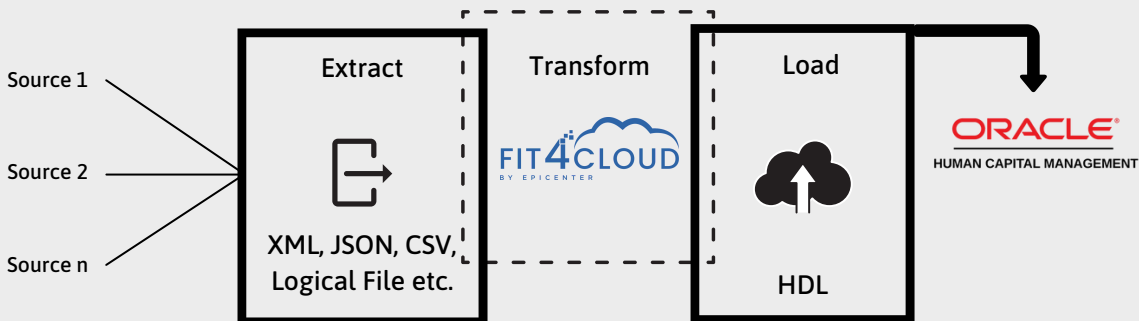 Source 1
Source 2
Source n
Extract
XML, JSON, CSV,
Logical File etc.
Transform
FIT4CLOUD
BY EPICENTER
Load
HDL
ORACLE®
HUMAN CAPITAL MANAGEMENT